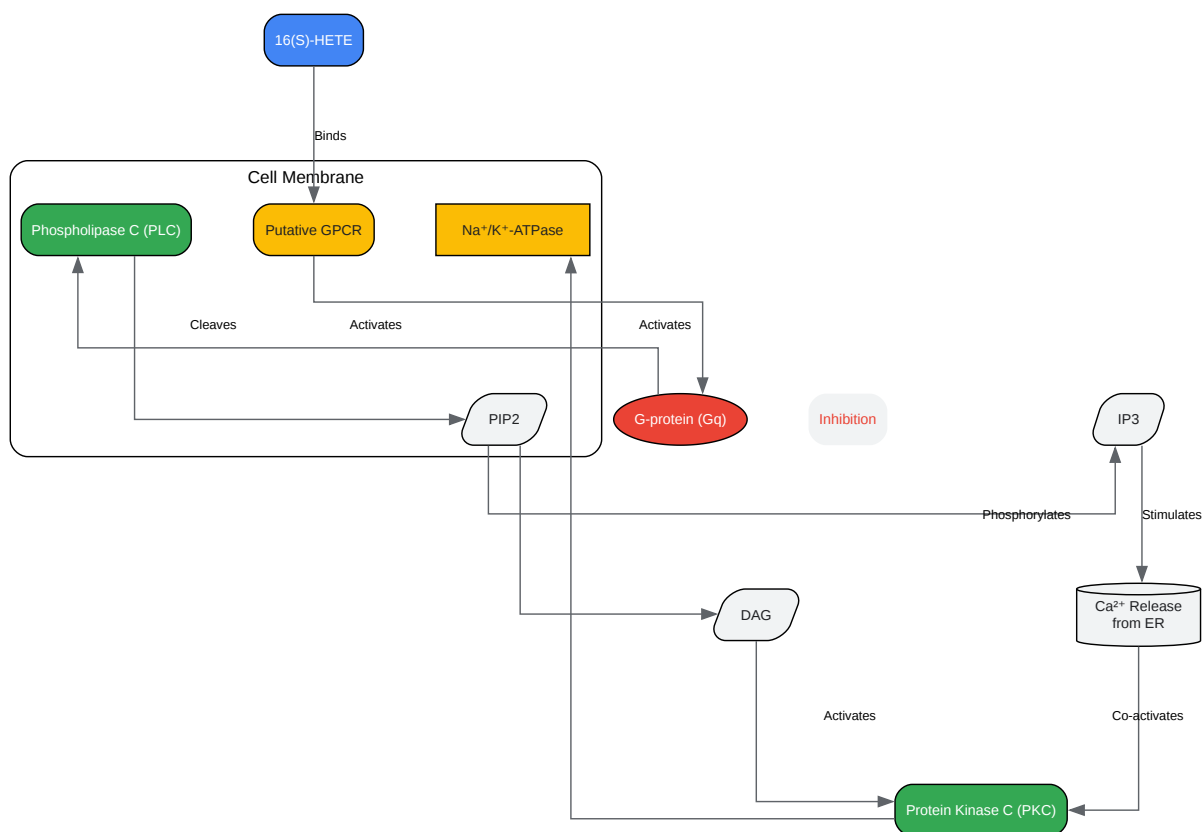 16(S)-HETE
Binds
Cell Membrane
Phospholipase C (PLC)
Putative GPCR
Na⁺/K⁺-ATPase
Cleaves
Activates
Activates
PIP2
G-protein (Gq)
Inhibition
IP3
Phosphorylates
Stimulates
DAG
Ca²⁺ Release
from ER
Activates
Co-activates
Protein Kinase C (PKC)